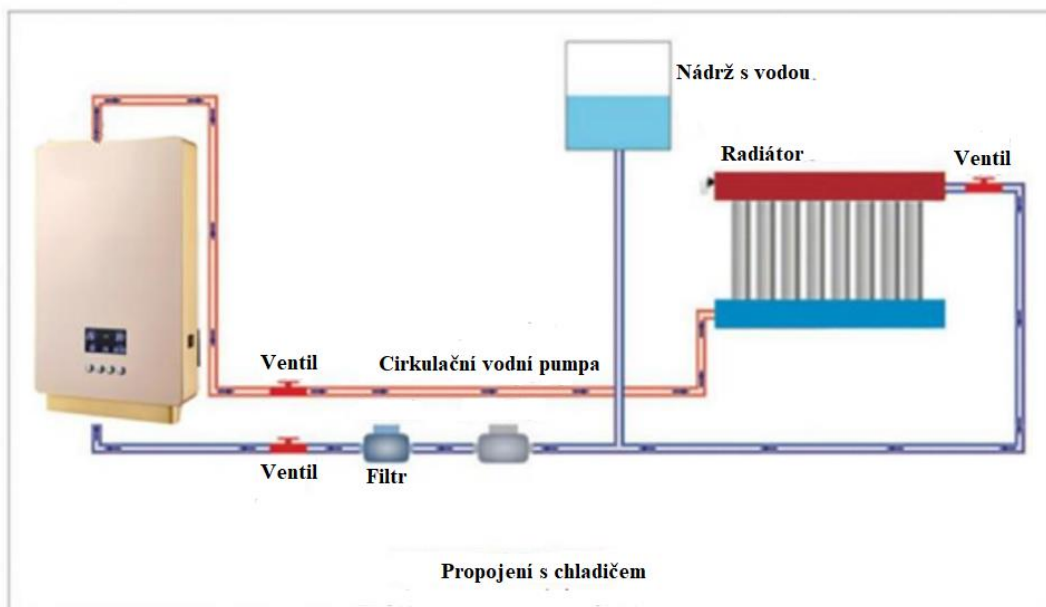 Nádrž s vodou
Radiátor
Ventil
Ventil
Cirkulační vodní pumpa
Ventil
Filtr
Propojení s chladičem